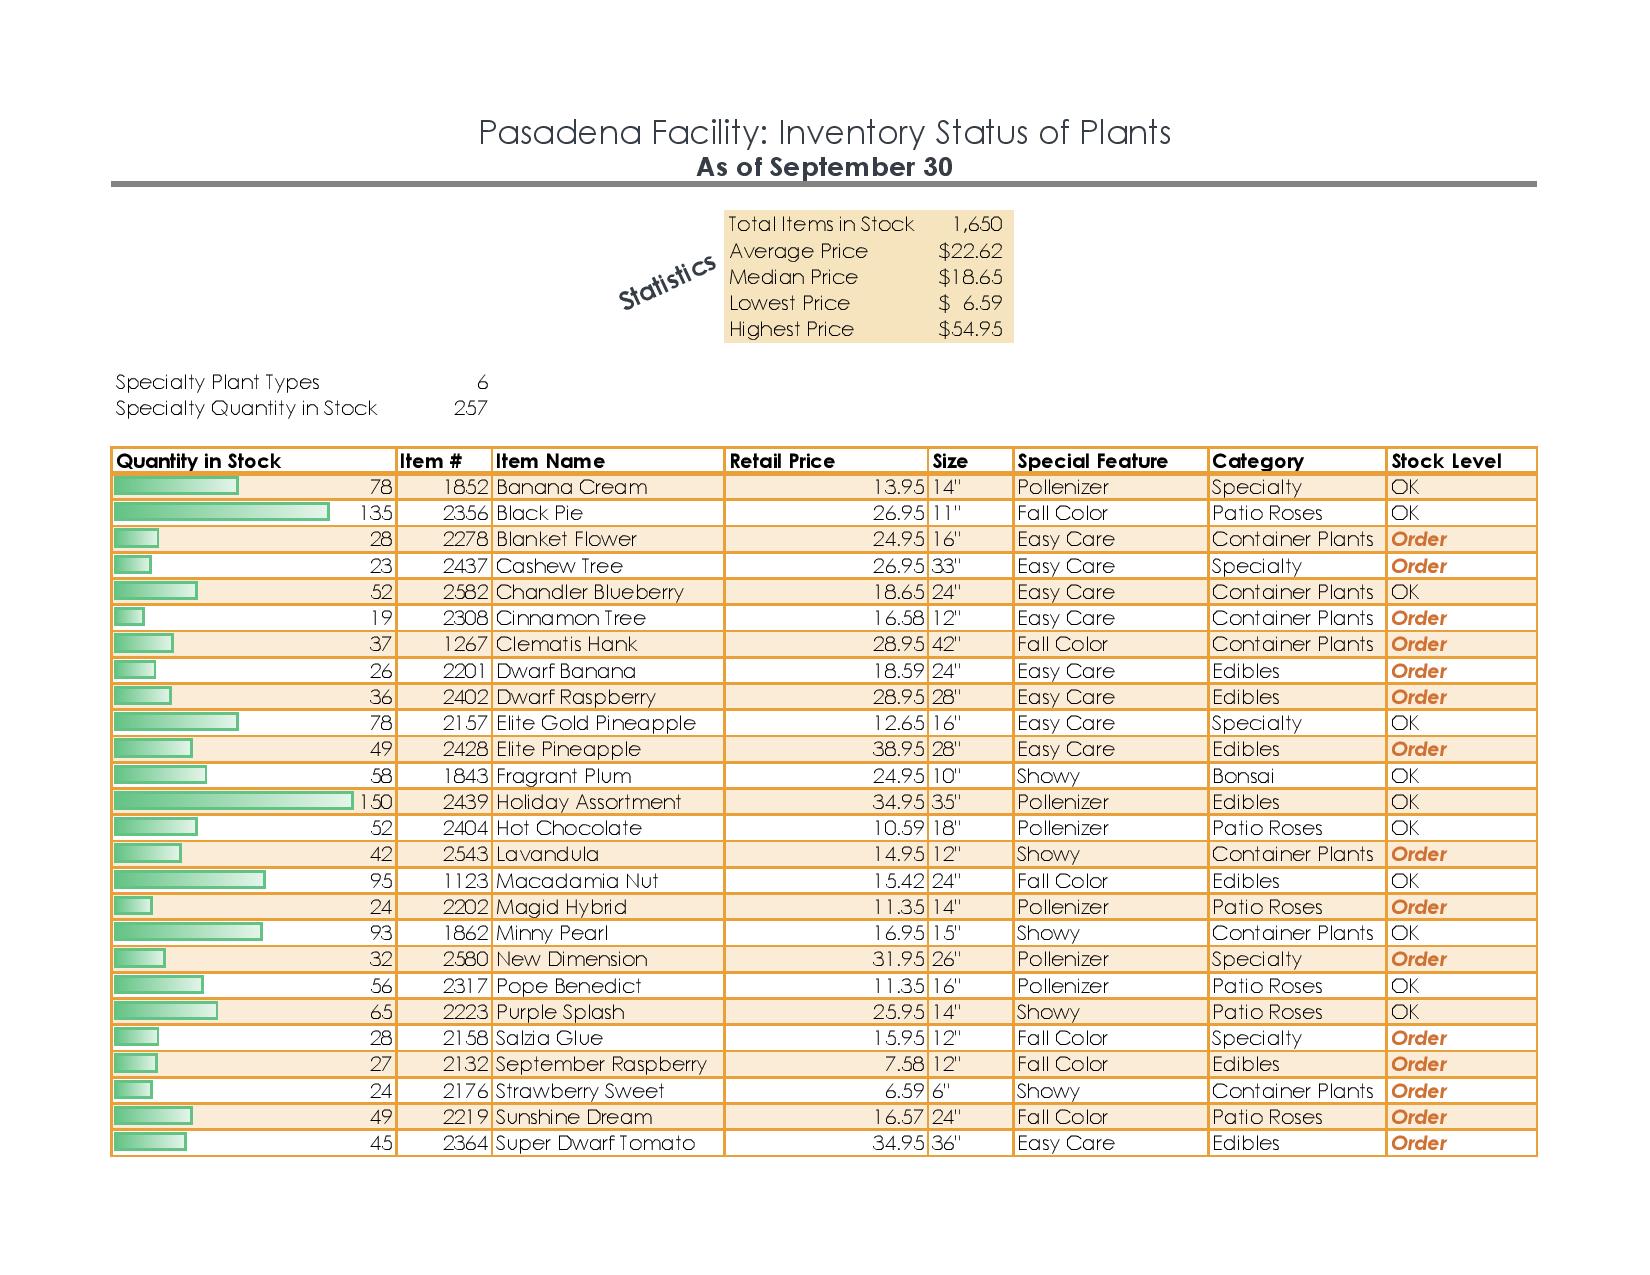 Pasadena Facility: Inventory Status of Plants
As of September 30
Statistics
Total Items in Stock 1,650
Average Price $22.62
Median Price $18.65
Lowest Price $ 6.59
Highest Price $54.95
Specialty Plant Types 6
Specialty Quantity in Stock 257
Quantity in Stock Item # Item Name Retail Price Size Special Feature Category Stock Level
78 1852 Banana Cream 13.95 14" Pollenizer Specialty OK
135 2356 Black Pie 26.95 11" Fall Color Patio Roses OK
28 2278 Blanket Flower 24.95 16" Easy Care Container Plants Order
23 2437 Cashew Tree 26.95 33" Easy Care Specialty Order
52 2582 Chandler Blueberry 18.65 24" Easy Care Container Plants OK
19 2308 Cinnamon Tree 16.58 12" Easy Care Container Plants Order
37 1267 Clematis Hank 28.95 42" Fall Color Container Plants Order
26 2201 Dwarf Banana 18.59 24" Easy Care Edibles Order
36 2402 Dwarf Raspberry 28.95 28" Easy Care Edibles Order
78 2157 Elite Gold Pineapple 12.65 16" Easy Care Specialty OK
49 2428 Elite Pineapple 38.95 28" Easy Care Edibles Order
58 1843 Fragrant Plum 24.95 10" Showy Bonsai OK
150 2439 Holiday Assortment 34.95 35" Pollenizer Edibles OK
52 2404 Hot Chocolate 10.59 18" Pollenizer Patio Roses OK
42 2543 Lavandula 14.95 12" Showy Container Plants Order
95 1123 Macadamia Nut 15.42 24" Fall Color Edibles OK
24 2202 Magid Hybrid 11.35 14" Pollenizer Patio Roses Order
93 1862 Minny Pearl 16.95 15" Showy Container Plants OK
32 2580 New Dimension 31.95 26" Pollenizer Specialty Order
56 2317 Pope Benedict 11.35 16" Pollenizer Patio Roses OK
65 2223 Purple Splash 25.95 14" Showy Patio Roses OK
28 2158 Salzia Glue 15.95 12" Fall Color Specialty Order
27 2132 September Raspberry 7.58 12" Fall Color Edibles Order
24 2176 Strawberry Sweet 6.59 6" Showy Container Plants Order
49 2219 Sunshine Dream 16.57 24" Fall Color Patio Roses Order
45 2364 Super Dwarf Tomato 34.95 36" Easy Care Edibles Order